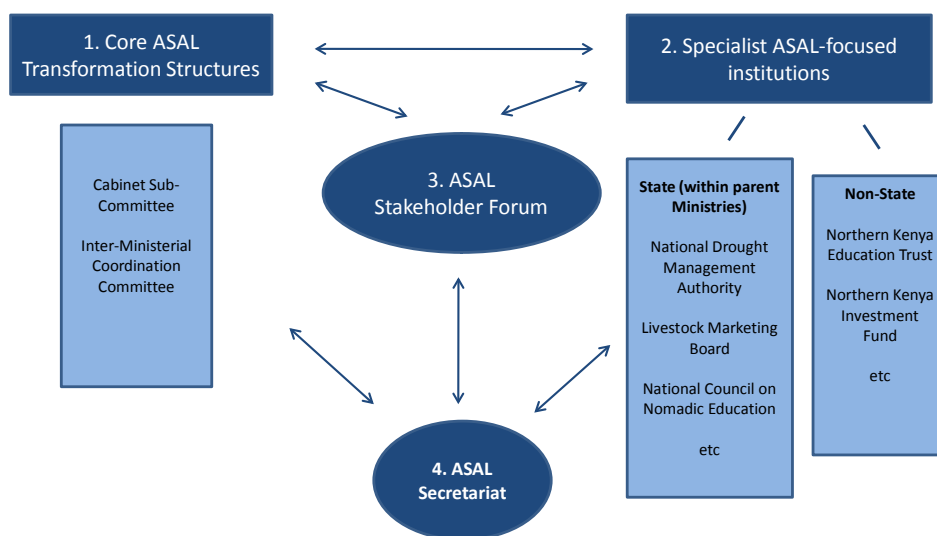 1. Core ASAL
Transformation Structures
2. Specialist ASAL-focused
institutions
Cabinet Sub-
Committee
Inter-Ministerial
Coordination
Committee
3. ASAL
Stakeholder Forum
State (within parent
Ministries)
National Drought
Management
Authority
Livestock Marketing
Board
National Council on
Nomadic Education
etc
Non-State
Northern Kenya
Education Trust
Northern Kenya
Investment
Fund
etc
4. ASAL
Secretariat